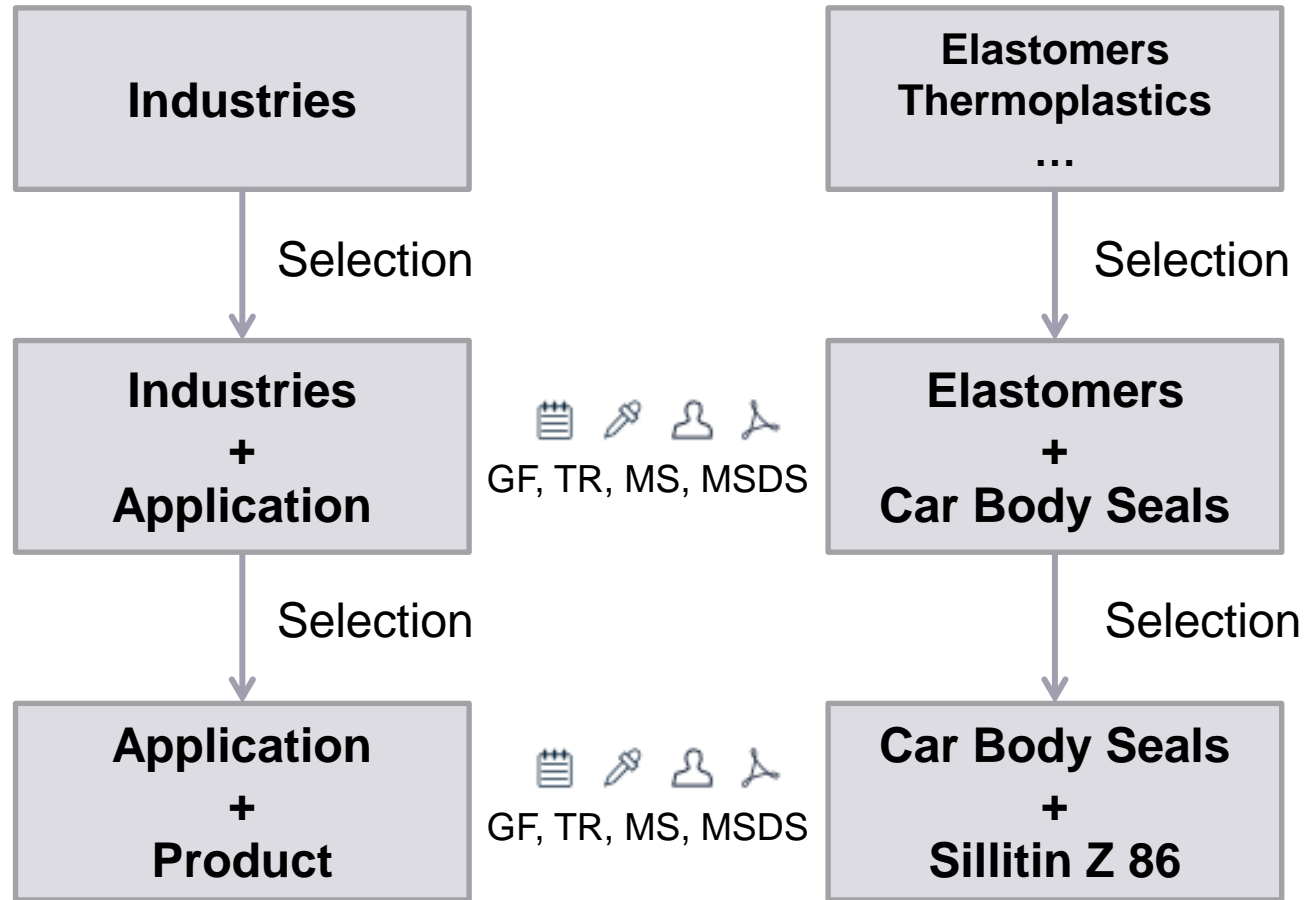 Industries
Elastomers
Thermoplastics
…
Selection
Selection
Industries
+
Application
GF, TR, MS, MSDS
Elastomers
+
Car Body Seals
Selection
Selection
Application
+
Product
GF, TR, MS, MSDS
Car Body Seals
+
Sillitin Z 86